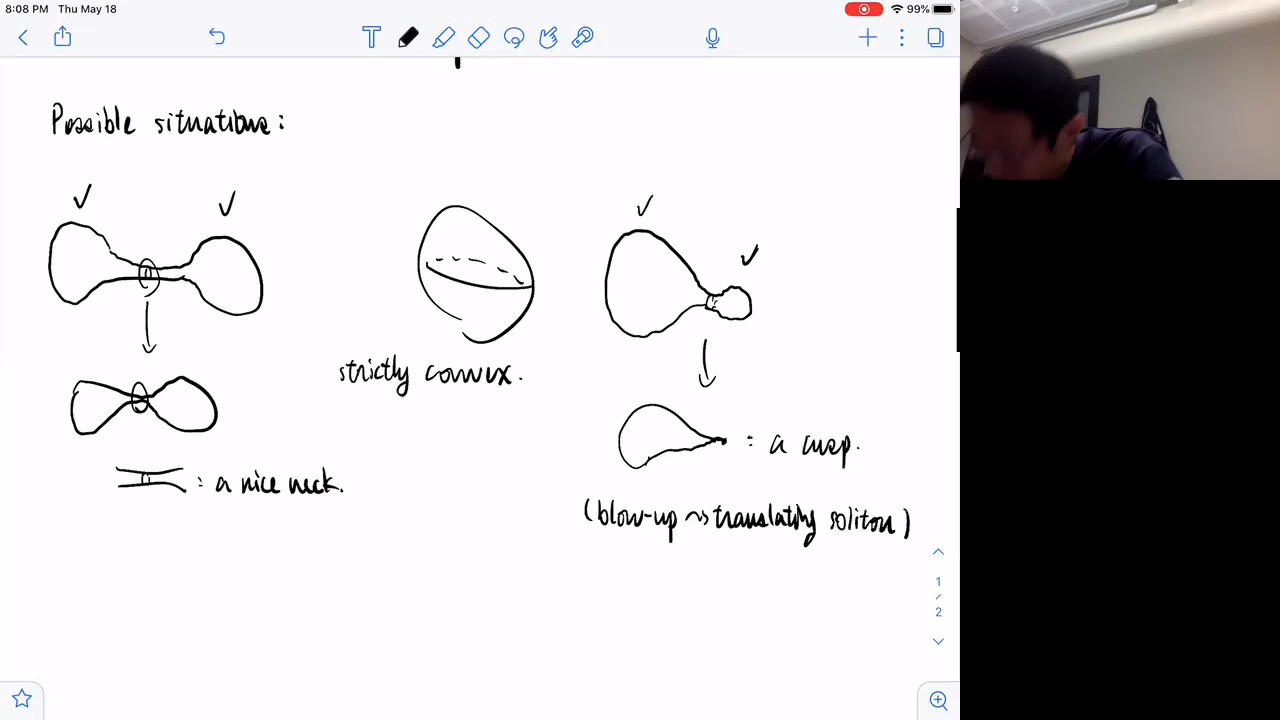 8:08 PM Thu May 18
99%
Possible situations:
strictly convex.
= a cusp.
: a nice neck.
(blow-up ⇝ translating soliton)
1
/
2